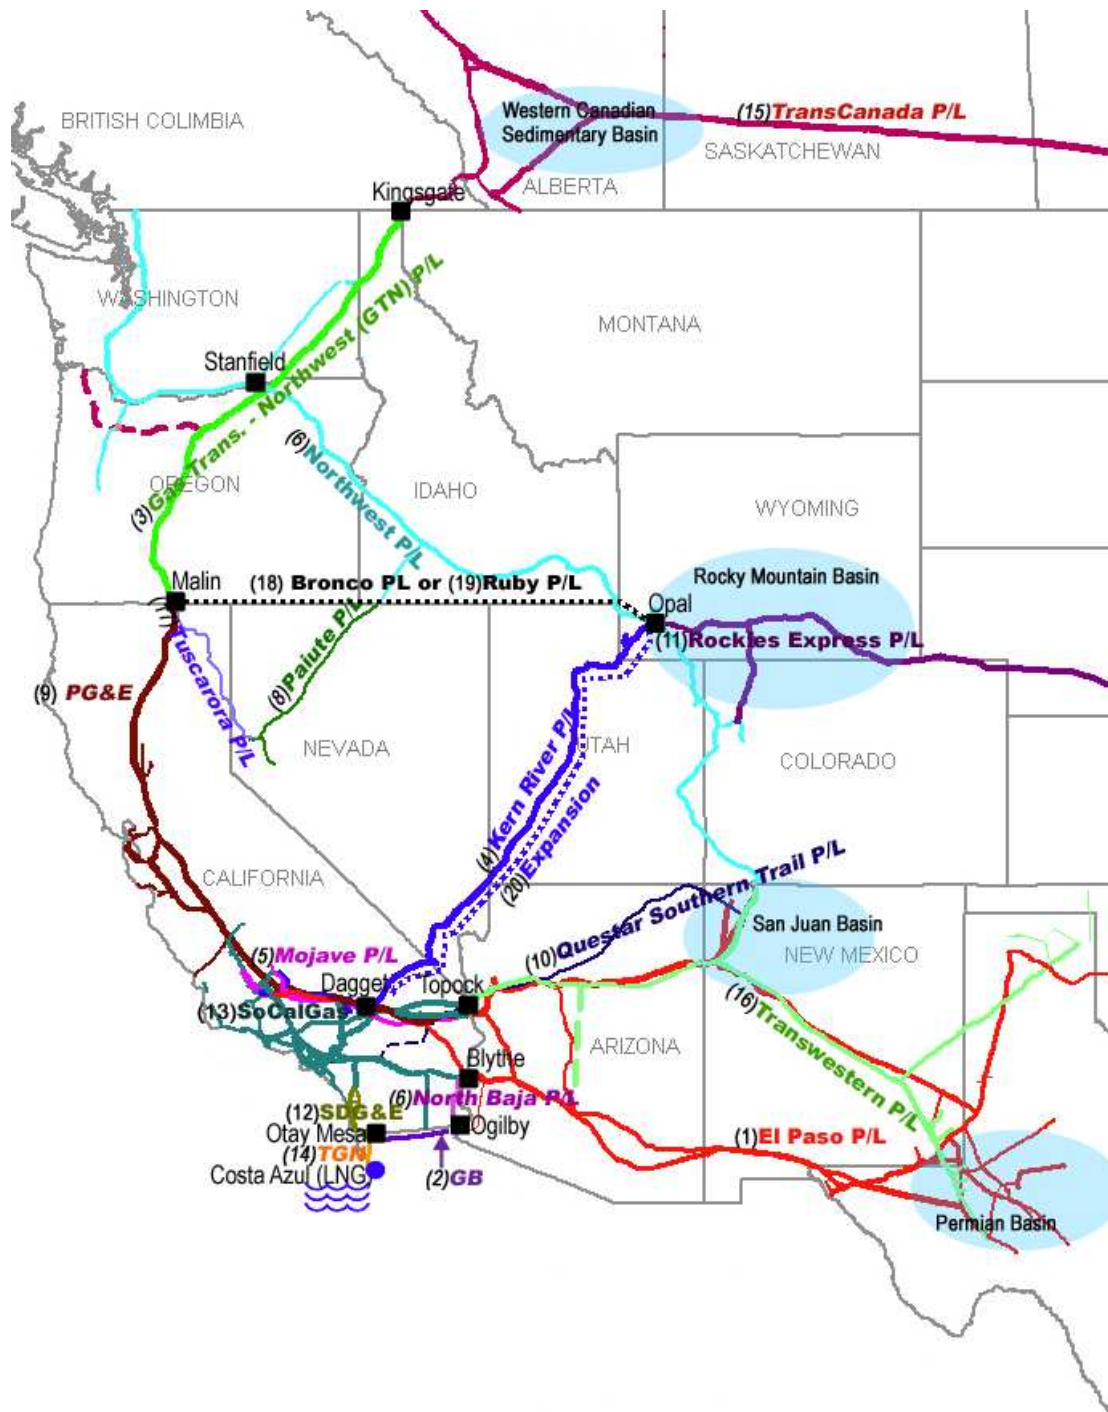 Western Canadian
Sedimentary Basin
(15)TransCanada P/L
BRITISH COLIMBIA
SASKATCHEWAN
ALBERTA
Kingsgate
WASHINGTON
MONTANA
Stanfield
(3)Gas Trans. - Northwest (GTN) P/L
(6)Northwest P/L
OREGON
IDAHO
WYOMING
Rocky Mountain Basin
Malin
(18) Bronco PL or (19)Ruby P/L
Opal
(11)Rockies Express P/L
Tuscarora P/L
(8)Paiute P/L
(9) PG&E
NEVADA
UTAH
COLORADO
(4)Kern River P/L
(20)Expansion
CALIFORNIA
(10)Questar Southern Trail P/L
San Juan Basin
NEW MEXICO
(5)Mojave P/L
Dagget
Topock
(13)SoCalGas
(16)Transwestern P/L
ARIZONA
Blythe
(6)North Baja P/L
(12)SDG&E
Otay Mesa
Ogilby
(1)El Paso P/L
(14)TGN
Costa Azul (LNG)
(2)GB
Permian Basin